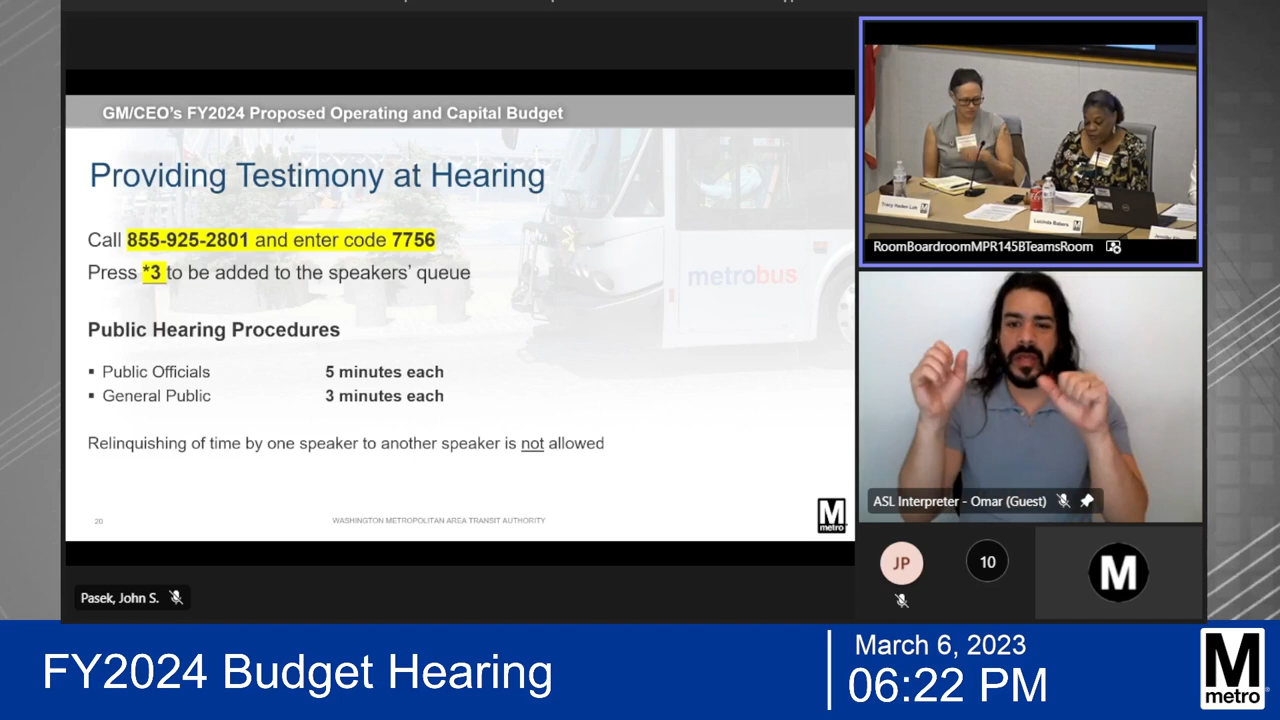 GM/CEO's FY2024 Proposed Operating and Capital Budget
Providing Testimony at Hearing
Call 855-925-2801 and enter code 7756
Press *3 to be added to the speakers' queue
Public Hearing Procedures
▪ Public Officials 5 minutes each
▪ General Public 3 minutes each
Relinquishing of time by one speaker to another speaker is not allowed
metrobus
20
WASHINGTON METROPOLITAN AREA TRANSIT AUTHORITY
M
metro
Pasek, John S.
Lucinda Babers
RoomBoardroomMPR145BTeamsRoom
ASL Interpreter - Omar (Guest)
JP
10
M
FY2024 Budget Hearing
March 6, 2023
06:22 PM
M
metro